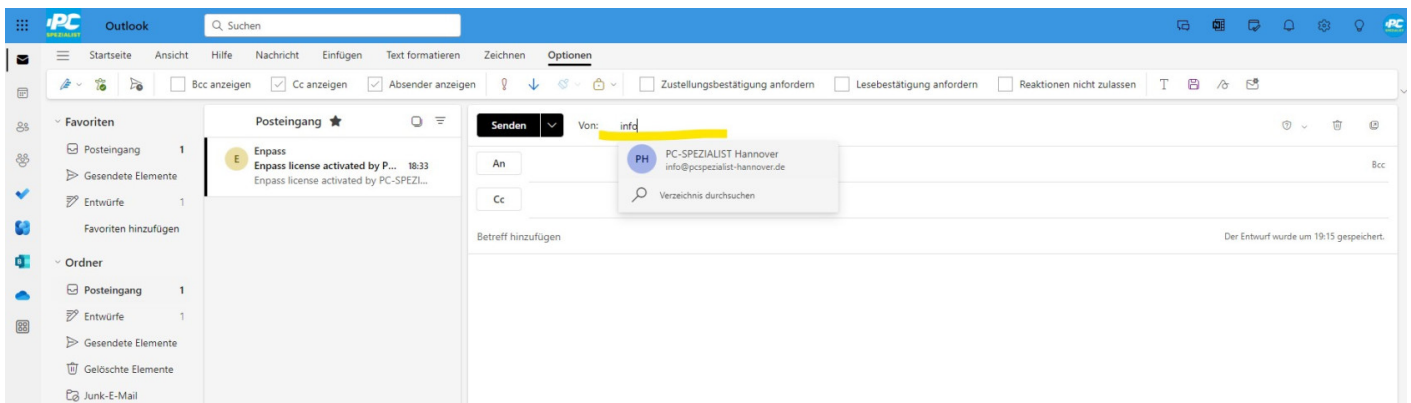 PC
SPEZIALIST
Outlook
Suchen
PC
Startseite Ansicht Hilfe Nachricht Einfügen Text formatieren Zeichnen Optionen
Bcc anzeigen Cc anzeigen Absender anzeigen Zustellungsbestätigung anfordern Lesebestätigung anfordern Reaktionen nicht zulassen
Favoriten
Posteingang 1
Gesendete Elemente
Entwürfe 1
Favoriten hinzufügen
Ordner
Posteingang 1
Entwürfe 1
Gesendete Elemente
Gelöschte Elemente
Junk-E-Mail
Posteingang
E
Enpass
Enpass license activated by P... 18:33
Enpass license activated by PC-SPEZI...
Senden Von: info
PH
PC-SPEZIALIST Hannover
info@pcspezialist-hannover.de
Verzeichnis durchsuchen
An Bcc
Cc
Betreff hinzufügen Der Entwurf wurde um 19:15 gespeichert.